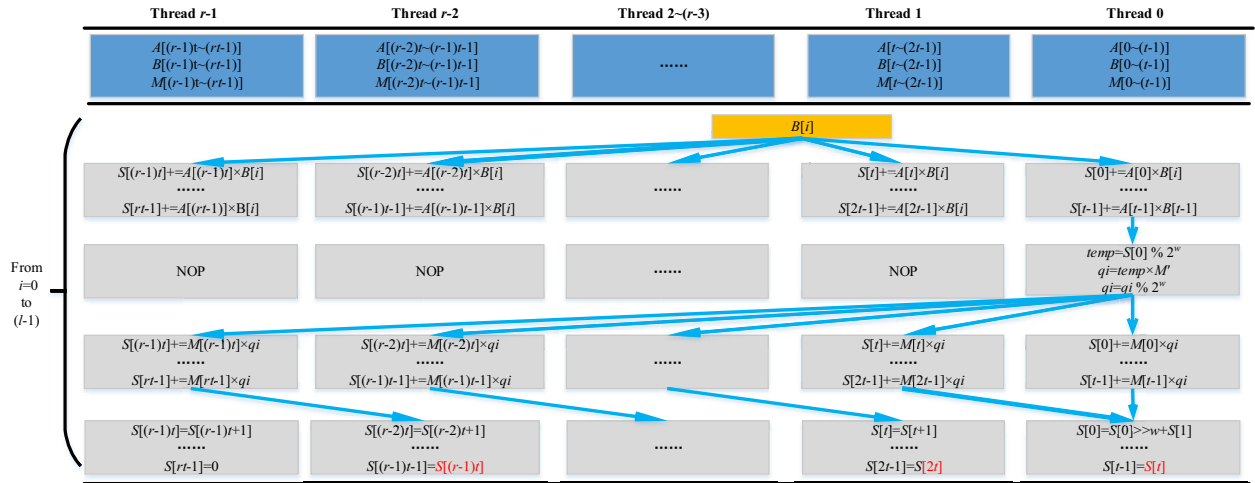 Thread r-1 Thread r-2 Thread 2~(r-3) Thread 1 Thread 0
A[(r-1)t~(rt-1)] A[(r-2)t~(r-1)t-1] A[t~(2t-1)] A[0~(t-1)]
B[(r-1)t~(rt-1)] B[(r-2)t~(r-1)t-1] ...... B[t~(2t-1)] B[0~(t-1)]
M[(r-1)t~(rt-1)] M[(r-2)t~(r-1)t-1] M[t~(2t-1)] M[0~(t-1)]
B[i]
S[(r-1)t]+=A[(r-1)t]×B[i] S[(r-2)t]+=A[(r-2)t]×B[i] S[t]+=A[t]×B[i] S[0]+=A[0]×B[i]
...... ...... ...... ...... ......
S[rt-1]+=A[(rt-1)]×B[i] S[(r-1)t-1]+=A[(r-1)t-1]×B[i] S[2t-1]+=A[2t-1]×B[i] S[t-1]+=A[t-1]×B[t-1]
From
i=0
to
(l-1)
temp=S[0] % 2^w
NOP NOP ...... NOP qi=temp×M'
qi=qi % 2^w
S[(r-1)t]+=M[(r-1)t]×qi S[(r-2)t]+=M[(r-2)t]×qi S[t]+=M[t]×qi S[0]+=M[0]×qi
...... ...... ...... ...... ......
S[rt-1]+=M[rt-1]×qi S[(r-1)t-1]+=M[(r-1)t-1]×qi S[2t-1]+=M[2t-1]×qi S[t-1]+=M[t-1]×qi
S[(r-1)t]=S[(r-1)t+1] S[(r-2)t]=S[(r-2)t+1] S[t]=S[t+1] S[0]=S[0]>>w+S[1]
...... ...... ...... ...... ......
S[rt-1]=0 S[(r-1)t-1]=S[(r-1)t] S[2t-1]=S[2t] S[t-1]=S[t]